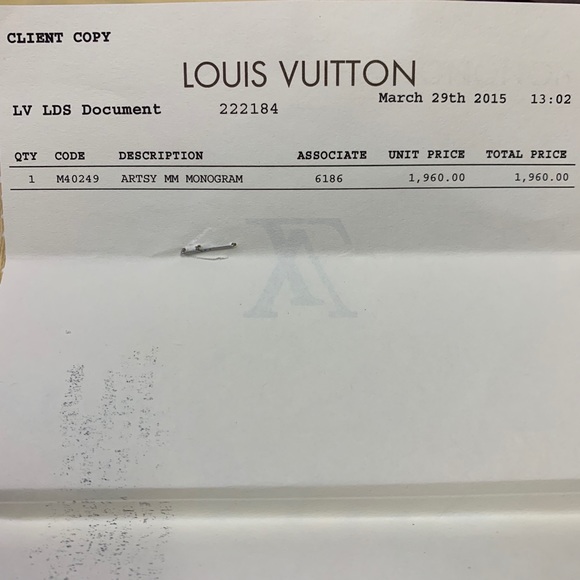 CLIENT COPY
LOUIS VUITTON
LV LDS Document 222184 March 29th 2015 13:02
QTY CODE DESCRIPTION ASSOCIATE UNIT PRICE TOTAL PRICE
1 M40249 ARTSY MM MONOGRAM 6186 1,960.00 1,960.00